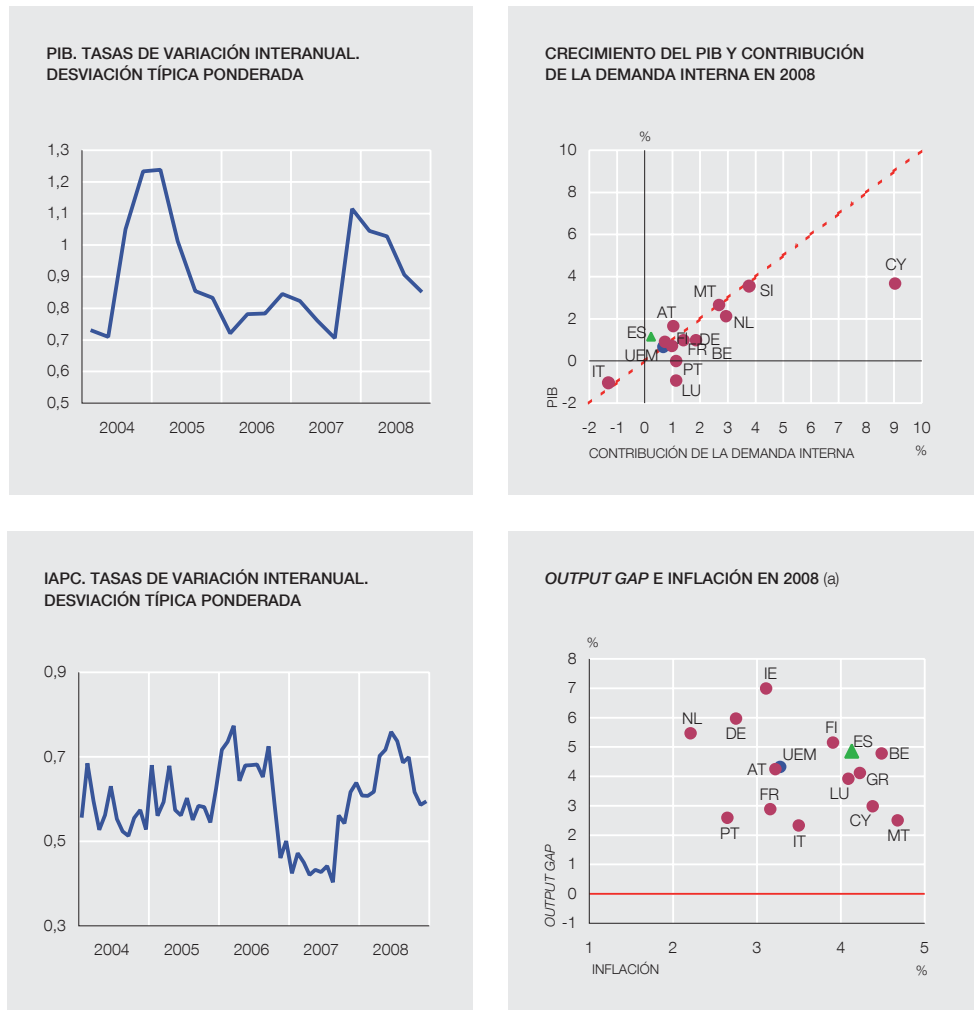 PIB. TASAS DE VARIACIÓN INTERANUAL.
DESVIACIÓN TÍPICA PONDERADA
1,3
1,2
1,1
1
0,9
0,8
0,7
0,6
0,5
2004 2005 2006 2007 2008
CRECIMIENTO DEL PIB Y CONTRIBUCIÓN
DE LA DEMANDA INTERNA EN 2008
%
10
8
6
4
2
0
-2
PIB
CY
MT
SI
AT
NL
ES
FI
DE
UEM
FR
BE
IT
PT
LU
-2 -1 0 1 2 3 4 5 6 7 8 9 10
CONTRIBUCIÓN DE LA DEMANDA INTERNA %
IAPC. TASAS DE VARIACIÓN INTERANUAL.
DESVIACIÓN TÍPICA PONDERADA
0,9
0,7
0,5
0,3
2004 2005 2006 2007 2008
OUTPUT GAP E INFLACIÓN EN 2008 (a)
%
8
7
6
5
4
3
2
1
0
-1
OUTPUT GAP
IE
NL
DE
FI
ES
UEM
BE
AT
GR
LU
FR
CY
PT
IT
MT
1 2 3 4 5
INFLACIÓN %